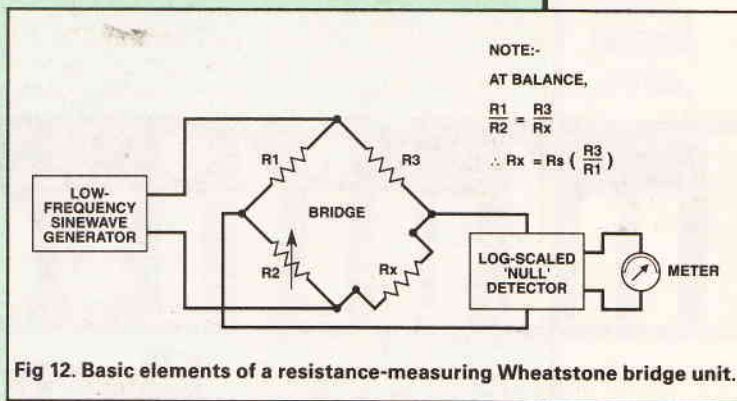 NOTE:-
AT BALANCE,
R1/R2 = R3/Rx
∴ Rx = Rs ( R3/R1 )
R1
R3
LOW-
FREQUENCY
SINEWAVE
GENERATOR
BRIDGE
R2
Rx
LOG-SCALED
'NULL'
DETECTOR
METER
Fig 12. Basic elements of a resistance-measuring Wheatstone bridge unit.